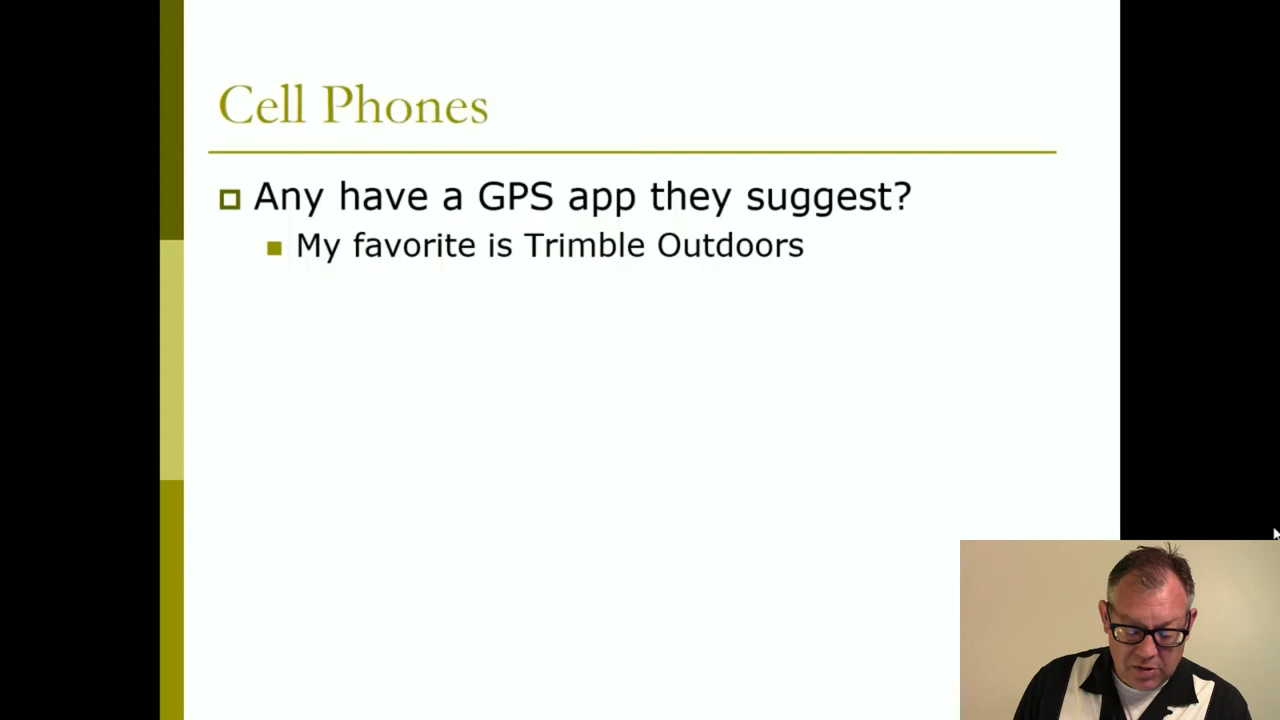 Cell Phones
Any have a GPS app they suggest?
My favorite is Trimble Outdoors